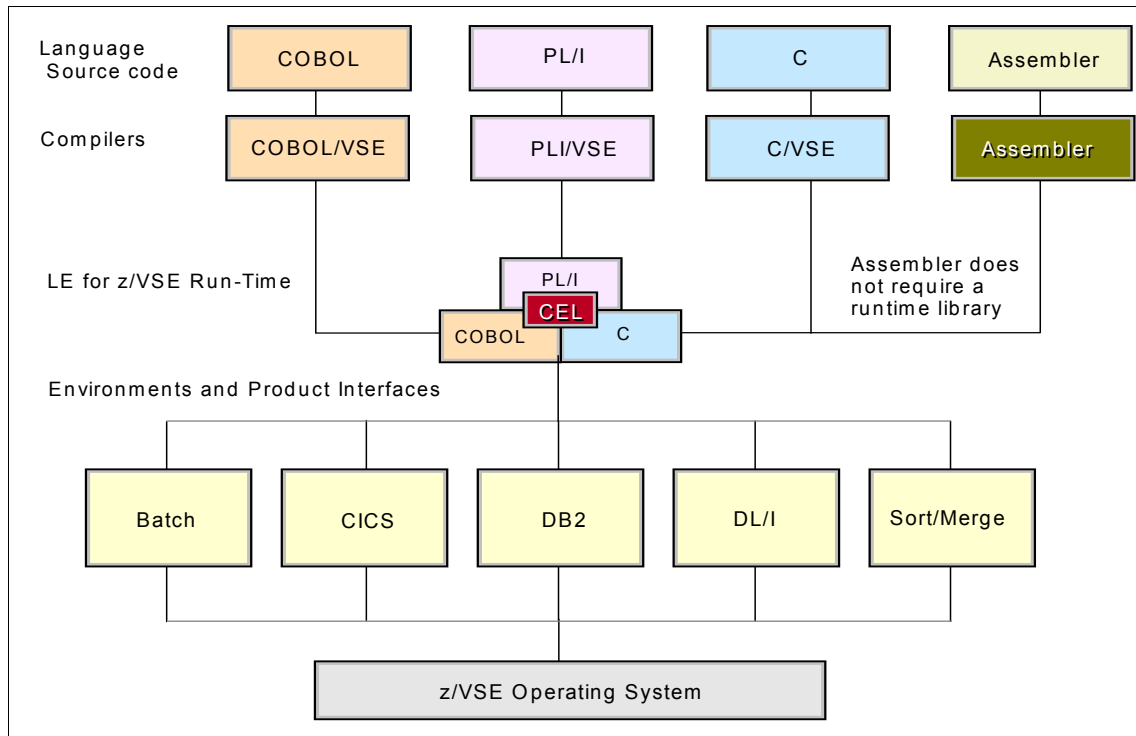 Language
Source code
COBOL
PL/I
C
Assembler
Compilers
COBOL/VSE
PLI/VSE
C/VSE
Assembler
LE for z/VSE Run-Time
PL/I
CEL
COBOL
C
Assembler does
not require a
runtime library
Environments and Product Interfaces
Batch
CICS
DB2
DL/I
Sort/Merge
z/VSE Operating System